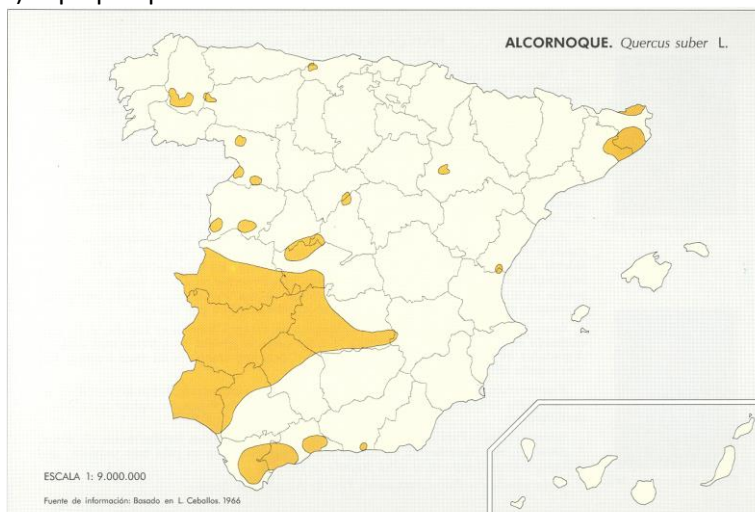 ALCORNOQUE. Quercus suber L.
ESCALA 1: 9.000.000
Fuente de información: Basado en L. Ceballos. 1966